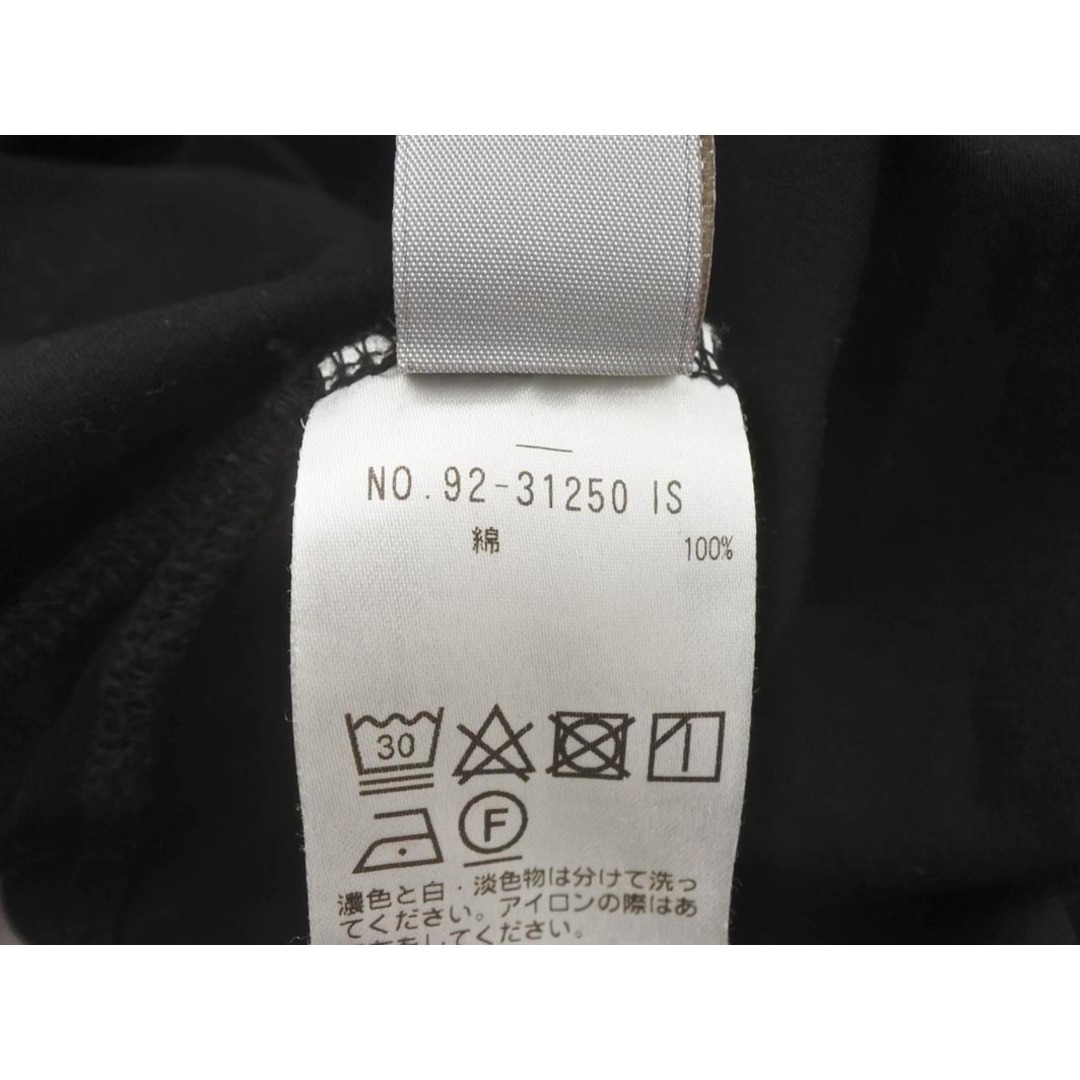 NO.92-31250 IS
綿 100%
30
F
濃色と白・淡色物は分けて洗っ
てください。アイロンの際はあ
をしてください。